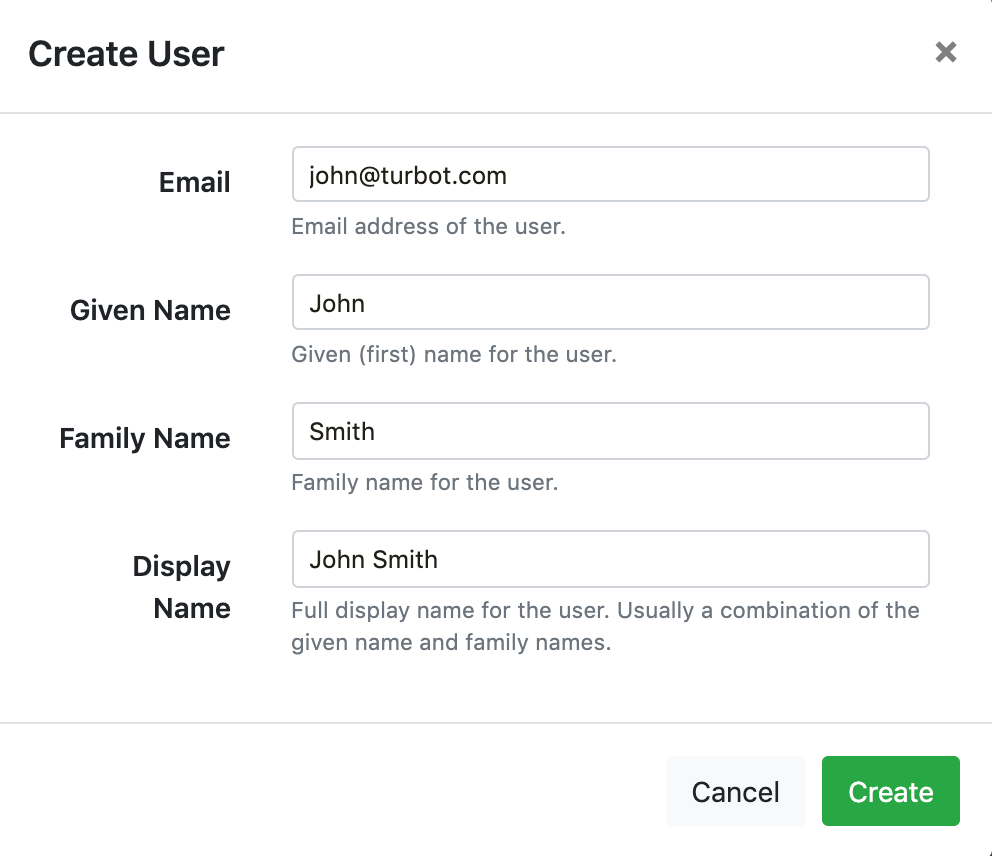 Create User
Email
john@turbot.com
Email address of the user.
Given Name
John
Given (first) name for the user.
Family Name
Smith
Family name for the user.
Display
Name
John Smith
Full display name for the user. Usually a combination of the
given name and family names.
Cancel
Create